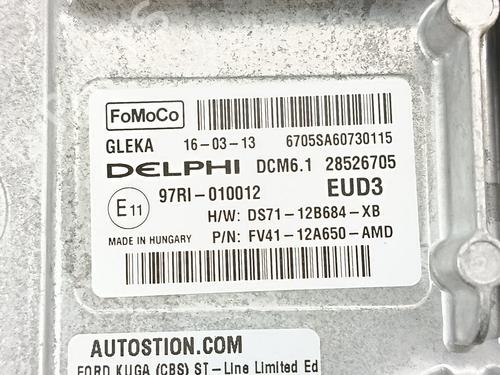 FoMoCo
GLEKA 16-03-13 6705SA60730115
DELPHI DCM6.1 28526705
E11 97RI-010012 EUD3
H/W: DS71-12B684-XB
MADE IN HUNGARY P/N: FV41-12A650-AMD
AUTOSTION.COM
FORD KUGA (CBS) ST-Line Limited Ed